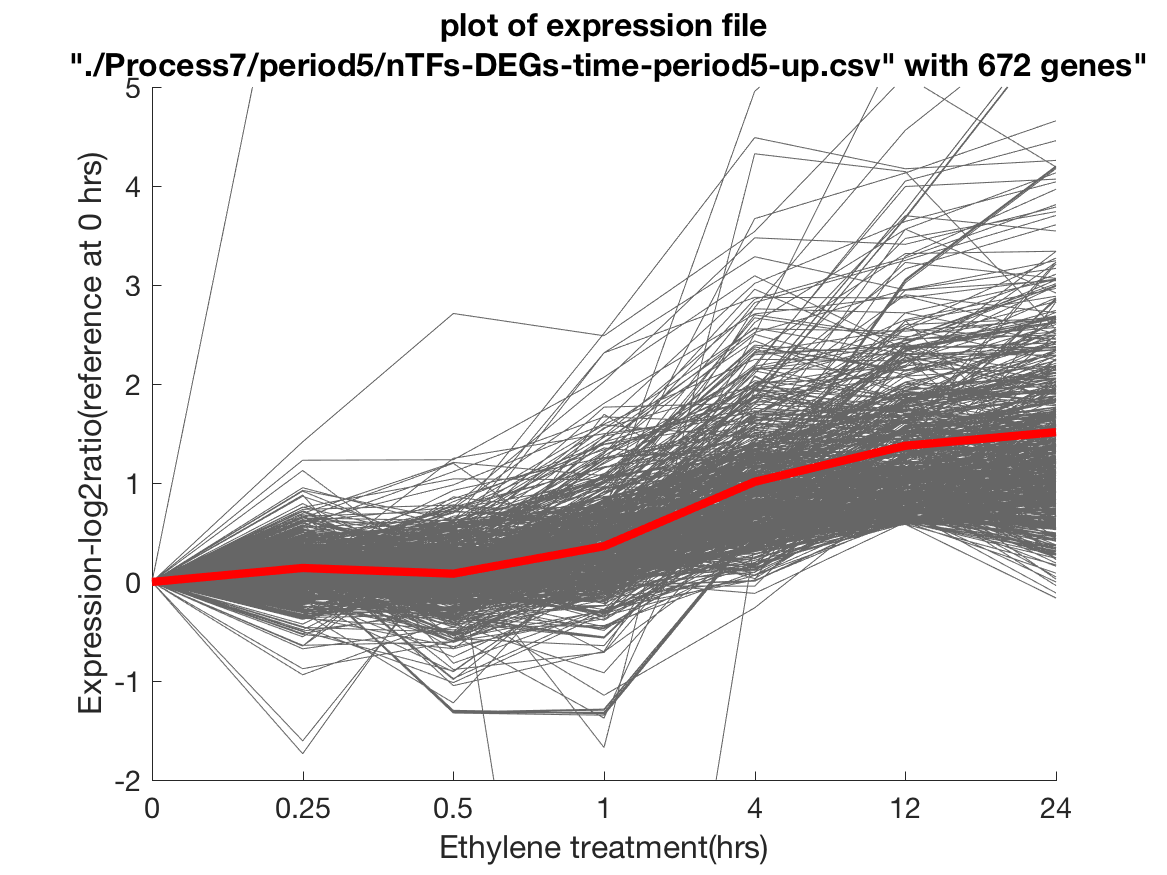 plot of expression file
"./Process7/period5/nTFs-DEGs-time-period5-up.csv" with 672 genes"
5
4
3
2
1
0
-1
-2
Expression-log2ratio(reference at 0 hrs)
0 0.25 0.5 1 4 12 24
Ethylene treatment(hrs)